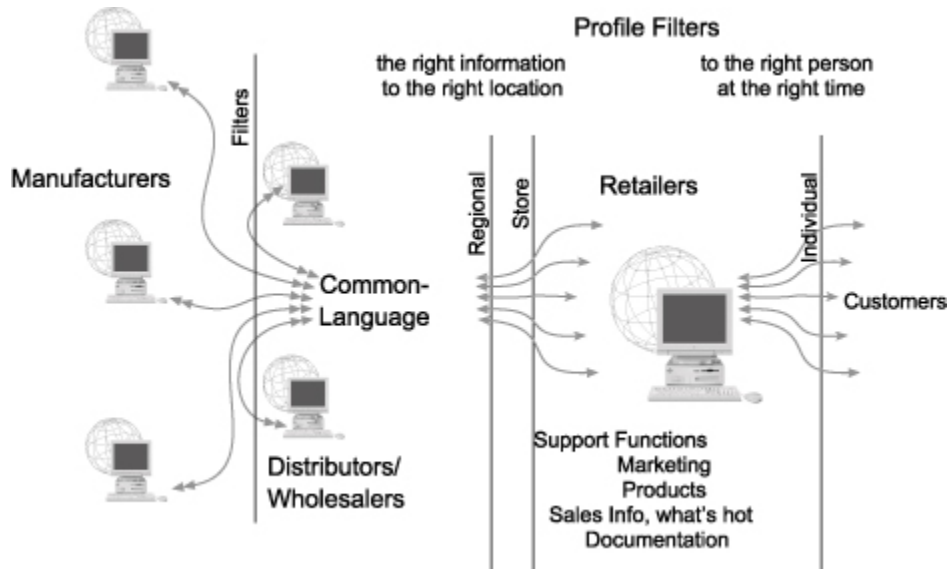 Profile Filters
the right information
to the right location
to the right person
at the right time
Manufacturers
Filters
Distributors/
Wholesalers
Common-
Language
Regional
Store
Retailers
Individual
Customers
Support Functions
Marketing
Products
Sales Info, what's hot
Documentation